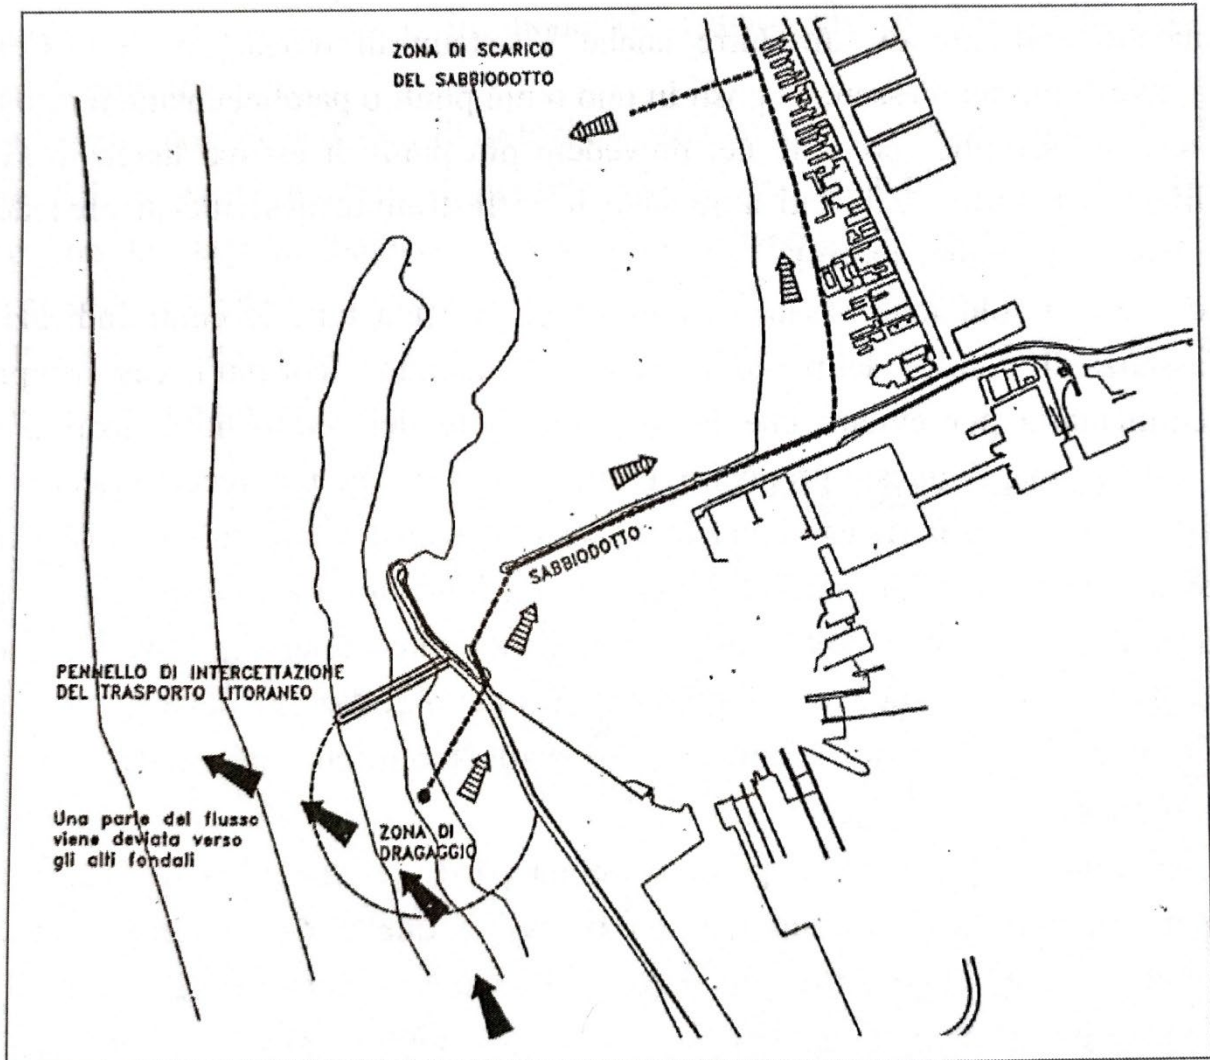 ZONA DI SCARICO
DEL SABBIODOTTO
SABBIODOTTO
PENNELLO DI INTERCETTAZIONE
DEL TRASPORTO LITORANEO
Una parte del flusso
viene deviata verso
gli alti fondali
ZONA DI
DRAGAGGIO